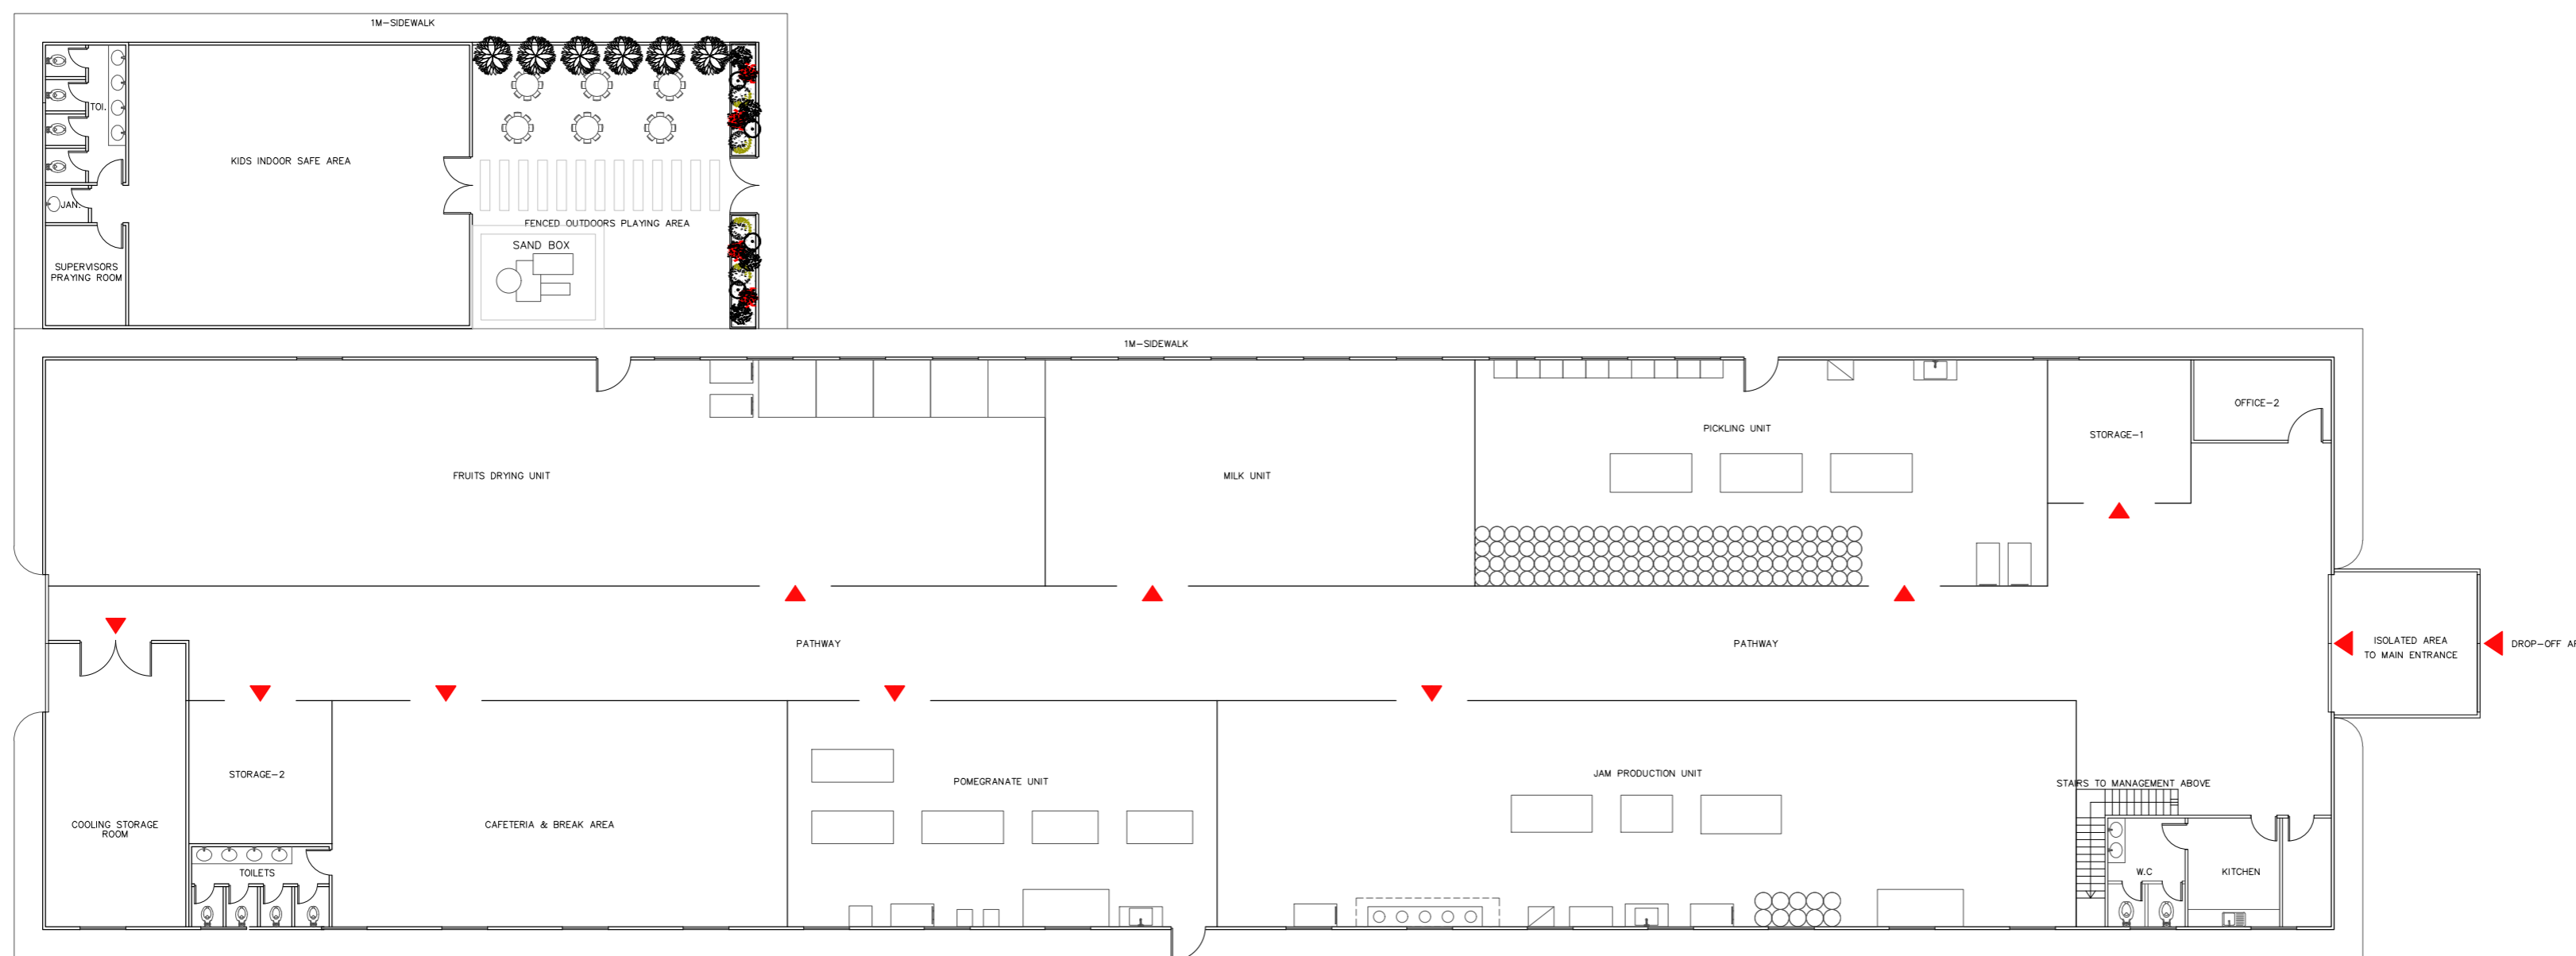 1M-SIDEWALK
TOI.
KIDS INDOOR SAFE AREA
JAN.
FENCED OUTDOORS PLAYING AREA
SAND BOX
SUPERVISORS
PRAYING ROOM
1M-SIDEWALK
OFFICE-2
PICKLING UNIT
STORAGE-1
FRUITS DRYING UNIT
MILK UNIT
PATHWAY
PATHWAY
ISOLATED AREA
TO MAIN ENTRANCE
DROP-OFF
STORAGE-2
POMEGRANATE UNIT
JAM PRODUCTION UNIT
STAIRS TO MANAGEMENT ABOVE
COOLING STORAGE
ROOM
CAFETERIA & BREAK AREA
TOILETS
W.C
KITCHEN